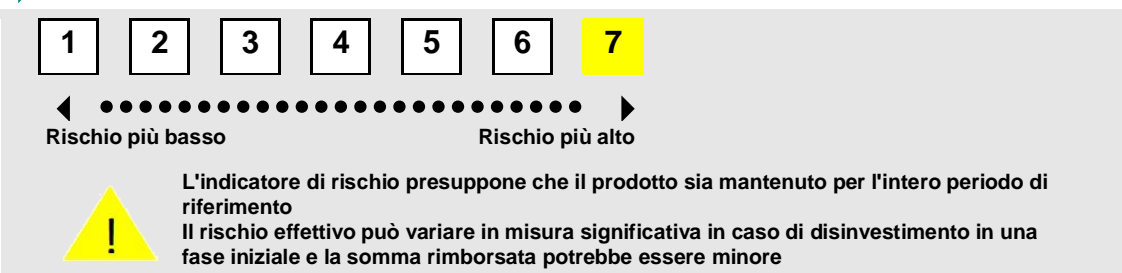 1 2 3 4 5 6 7
Rischio più basso Rischio più alto
L'indicatore di rischio presuppone che il prodotto sia mantenuto per l'intero periodo di
riferimento
Il rischio effettivo può variare in misura significativa in caso di disinvestimento in una
fase iniziale e la somma rimborsata potrebbe essere minore
!